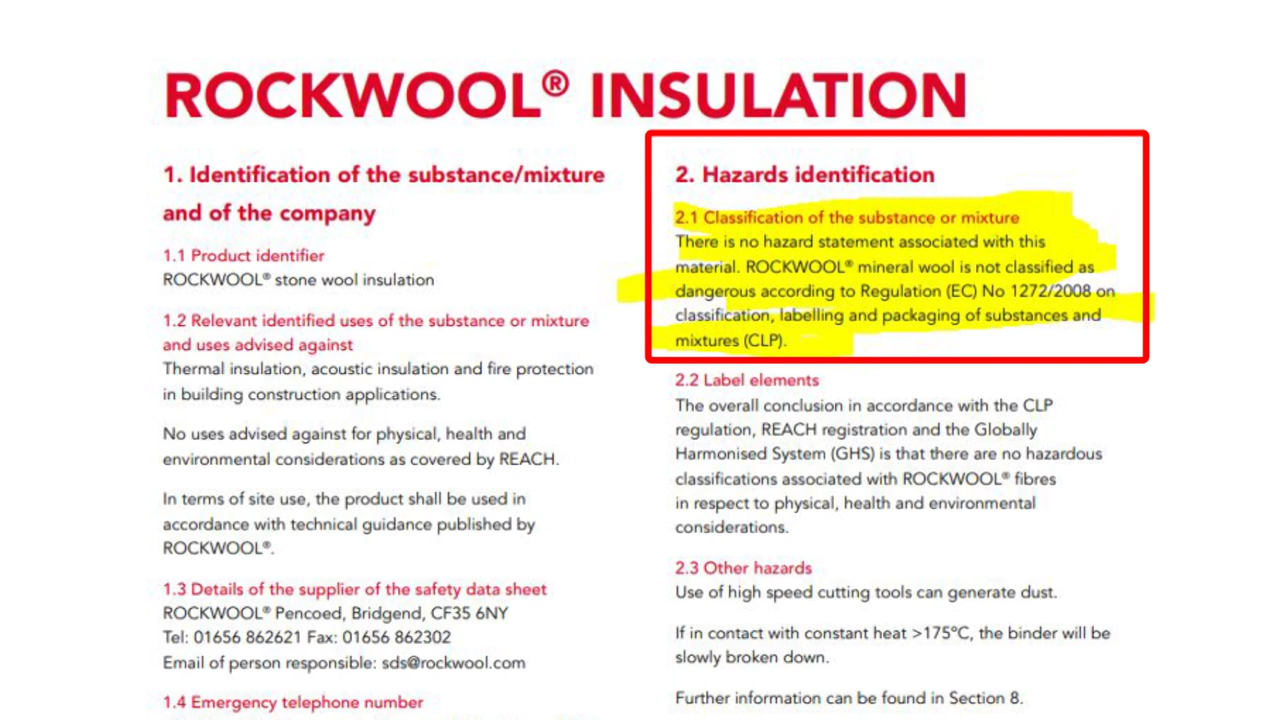 ROCKWOOL® INSULATION
1. Identification of the substance/mixture
and of the company
1.1 Product identifier
ROCKWOOL® stone wool insulation
1.2 Relevant identified uses of the substance or mixture
and uses advised against
Thermal insulation, acoustic insulation and fire protection
in building construction applications.
No uses advised against for physical, health and
environmental considerations as covered by REACH.
In terms of site use, the product shall be used in
accordance with technical guidance published by
ROCKWOOL®.
1.3 Details of the supplier of the safety data sheet
ROCKWOOL® Pencoed, Bridgend, CF35 6NY
Tel: 01656 862621 Fax: 01656 862302
Email of person responsible: sds@rockwool.com
1.4 Emergency telephone number
2. Hazards identification
2.1 Classification of the substance or mixture
There is no hazard statement associated with this
material. ROCKWOOL® mineral wool is not classified as
dangerous according to Regulation (EC) No 1272/2008 on
classification, labelling and packaging of substances and
mixtures (CLP).
2.2 Label elements
The overall conclusion in accordance with the CLP
regulation, REACH registration and the Globally
Harmonised System (GHS) is that there are no hazardous
classifications associated with ROCKWOOL® fibres
in respect to physical, health and environmental
considerations.
2.3 Other hazards
Use of high speed cutting tools can generate dust.
If in contact with constant heat >175°C, the binder will be
slowly broken down.
Further information can be found in Section 8.